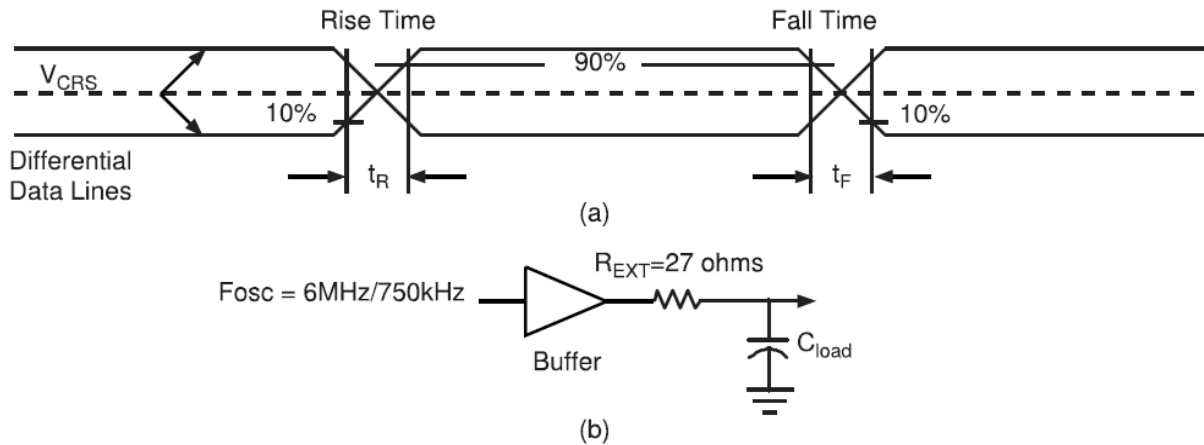 Rise Time
Fall Time
V_CRS
90%
10%
10%
Differential
Data Lines
t_R
t_F
(a)
R_EXT=27 ohms
Fosc = 6MHz/750kHz
Buffer
C_load
(b)